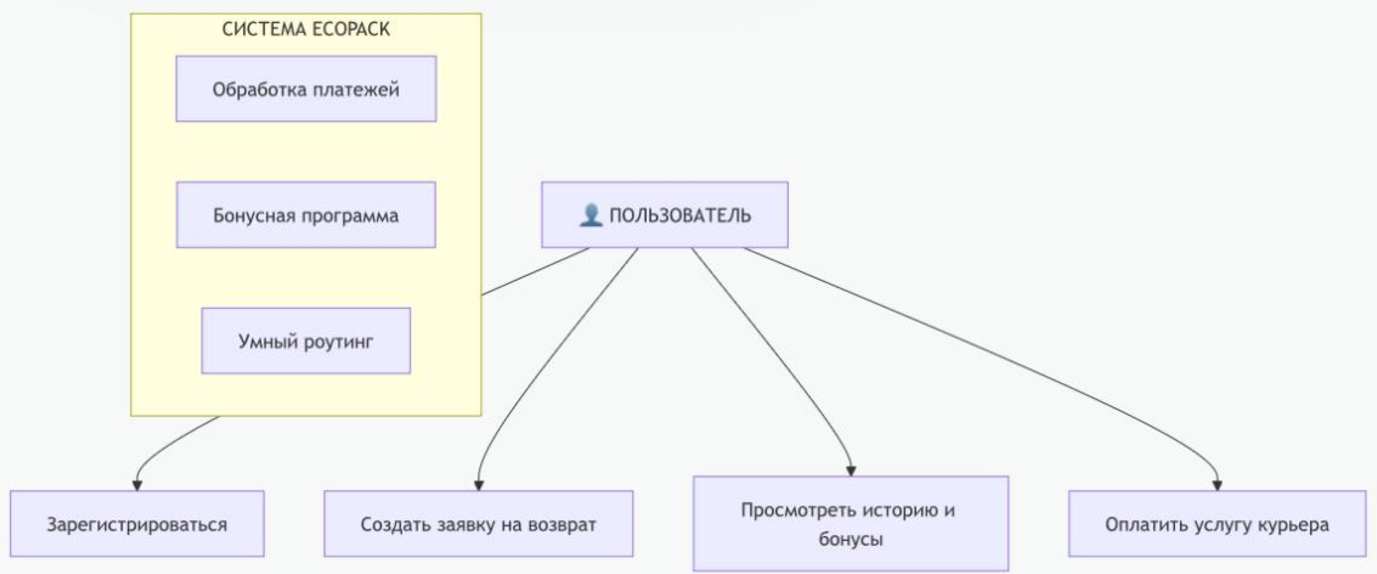 СИСТЕМА ECOPACK
Обработка платежей
Бонусная программа
ПОЛЬЗОВАТЕЛЬ
Умный роутинг
Зарегистрироваться
Создать заявку на возврат
Просмотреть историю и
бонусы
Оплатить услугу курьера